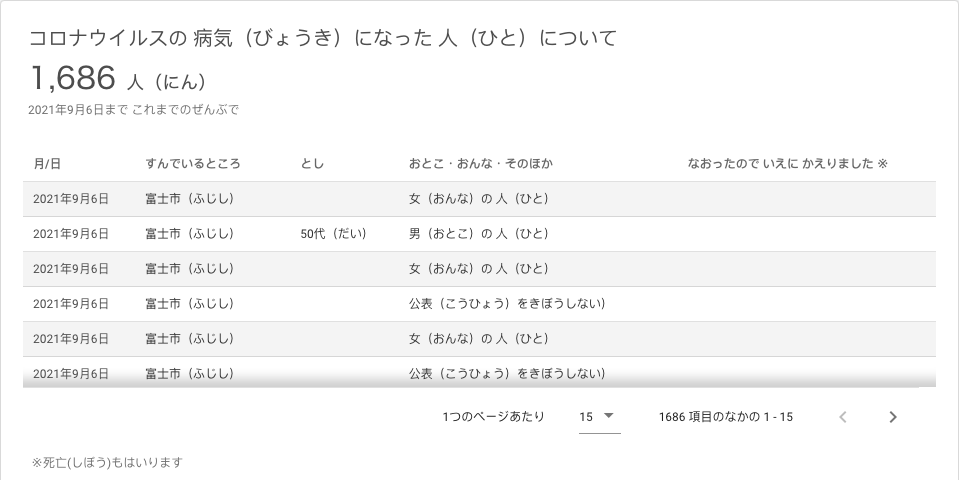 コロナウイルスの 病気（びょうき）になった 人（ひと）について
1,686 人（にん）
2021年9月6日まで これまでのぜんぶで
月/日 すんでいるところ とし おとこ・おんな・そのほか なおったので いえに かえりました ※
2021年9月6日 富士市（ふじし） 女（おんな）の 人（ひと）
2021年9月6日 富士市（ふじし） 50代（だい） 男（おとこ）の 人（ひと）
2021年9月6日 富士市（ふじし） 女（おんな）の 人（ひと）
2021年9月6日 富士市（ふじし） 公表（こうひょう）をきぼうしない）
2021年9月6日 富士市（ふじし） 女（おんな）の 人（ひと）
2021年9月6日 富士市（ふじし） 公表（こうひょう）をきぼうしない）
1つのページあたり 15 1686 項目のなかの 1 - 15
※死亡(しぼう)もはいります